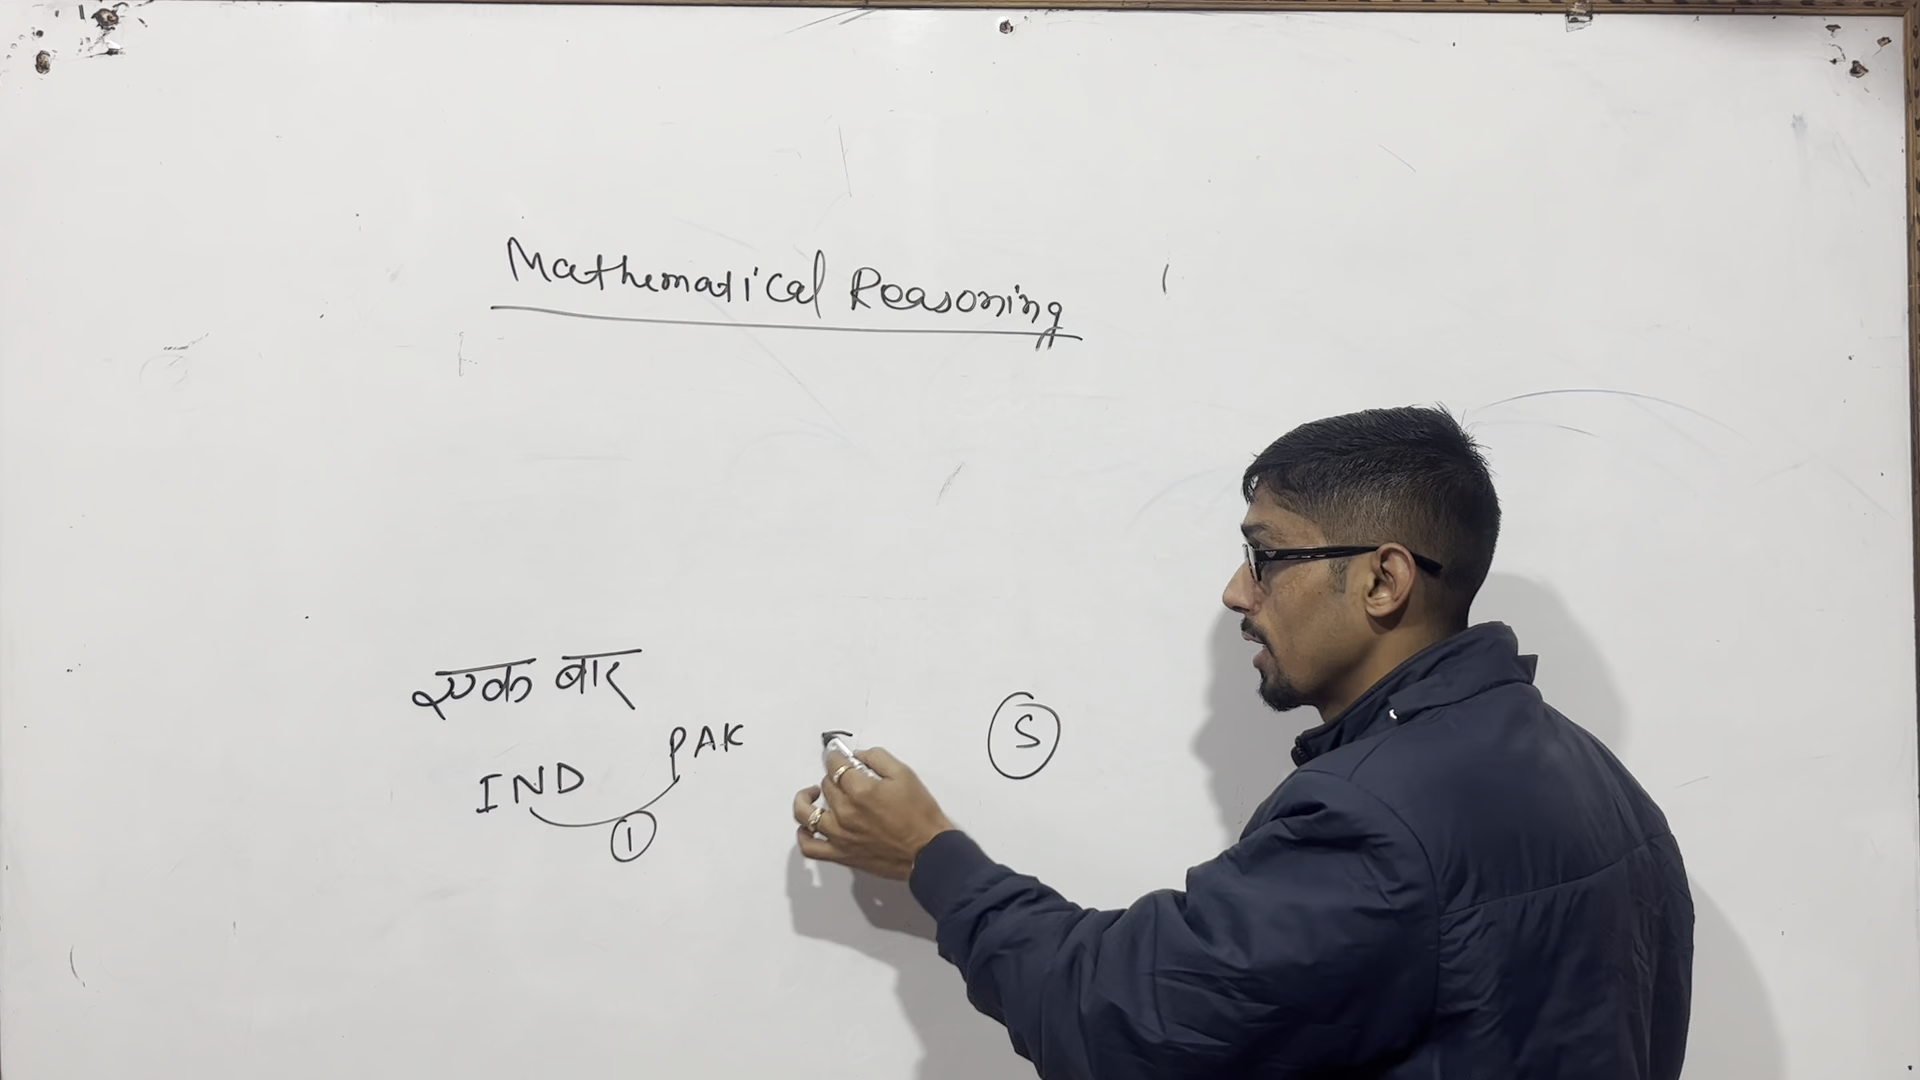 Mathematical Reasoning
एक बार
IND PAK S
1